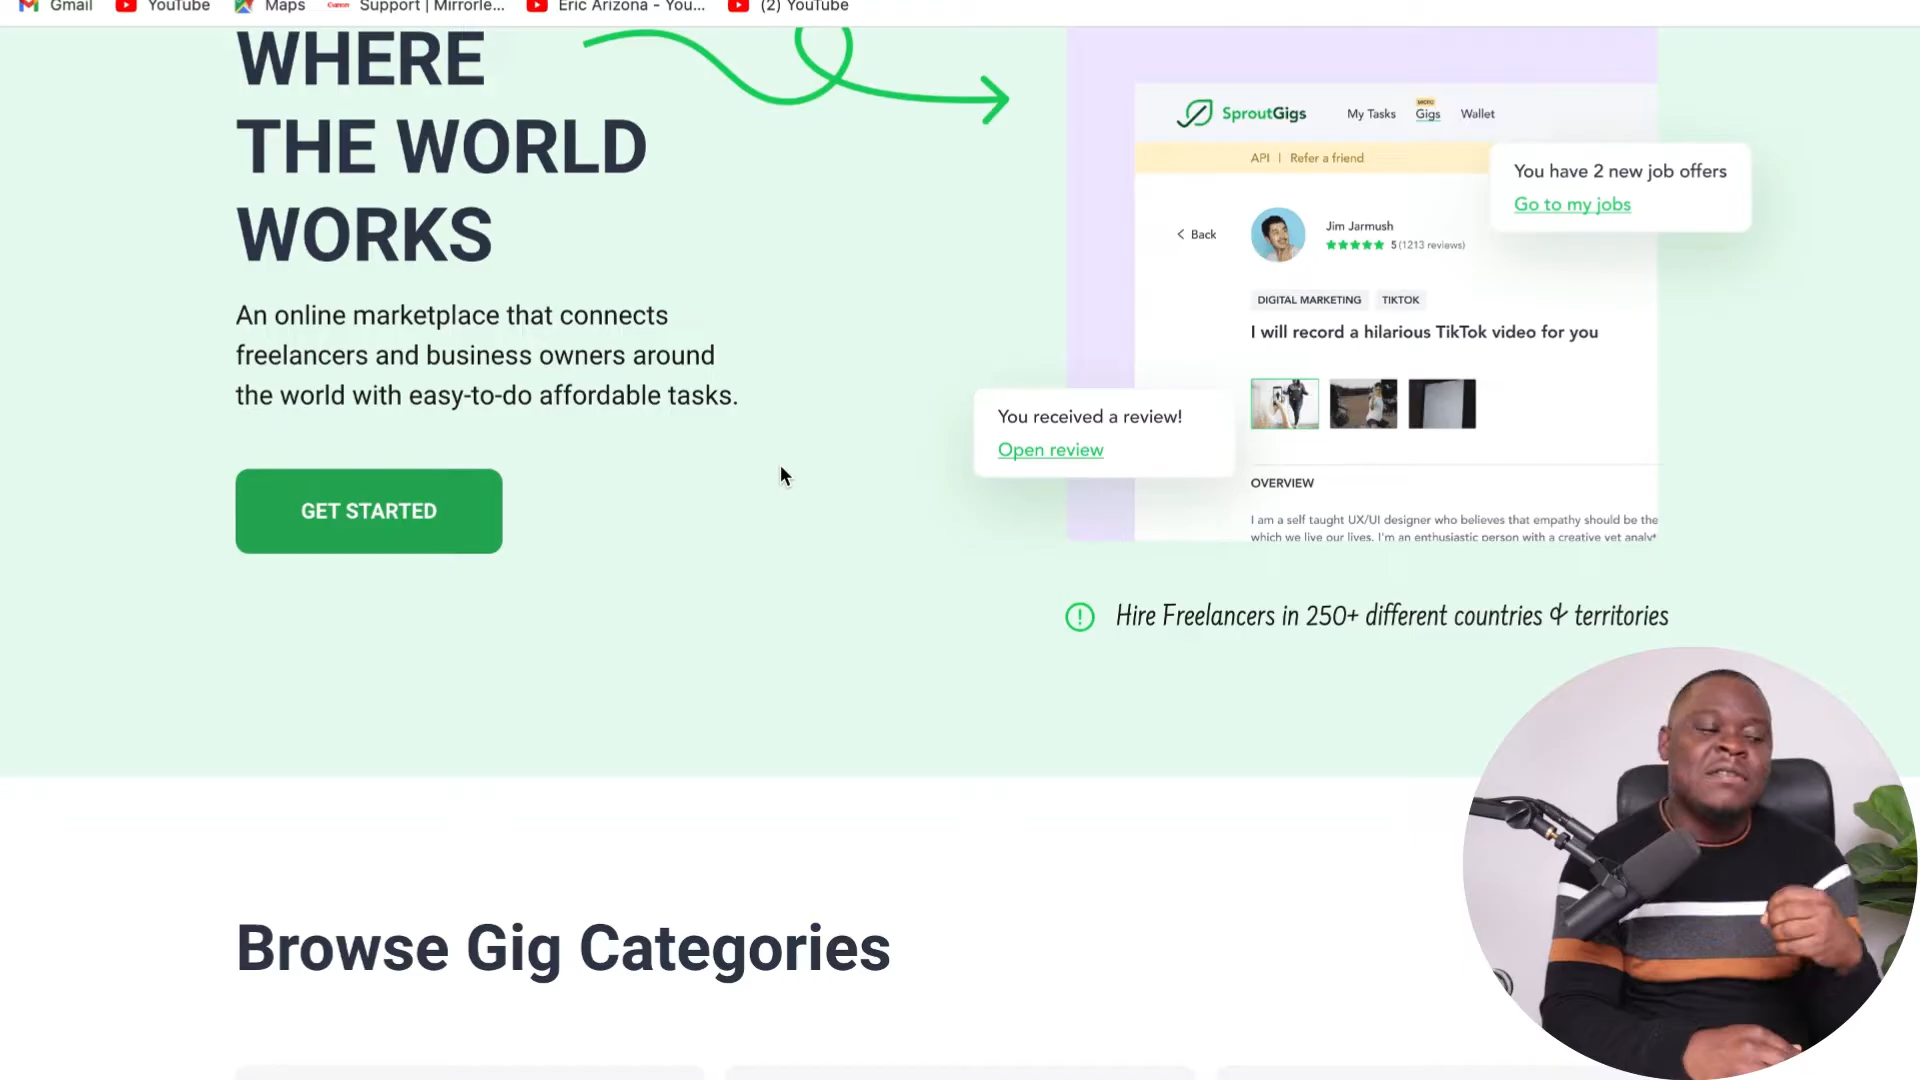 Gmail
YouTube
Maps
Canon
Support | Mirrorle...
Eric Arizona - You...
(2) YouTube
WHERE
THE WORLD
WORKS
An online marketplace that connects
freelancers and business owners around
the world with easy-to-do affordable tasks.
GET STARTED
SproutGigs
My Tasks
MICRO
Gigs
Wallet
API | Refer a friend
You have 2 new job offers
Go to my jobs
Back
Jim Jarmush
5 (1213 reviews)
DIGITAL MARKETING
TIKTOK
I will record a hilarious TikTok video for you
You received a review!
Open review
OVERVIEW
I am a self taught UX/UI designer who believes that empathy should be the
which we live our lives. I'm an enthusiastic person with a creative yet analy
Hire Freelancers in 250+ different countries & territories
Browse Gig Categories